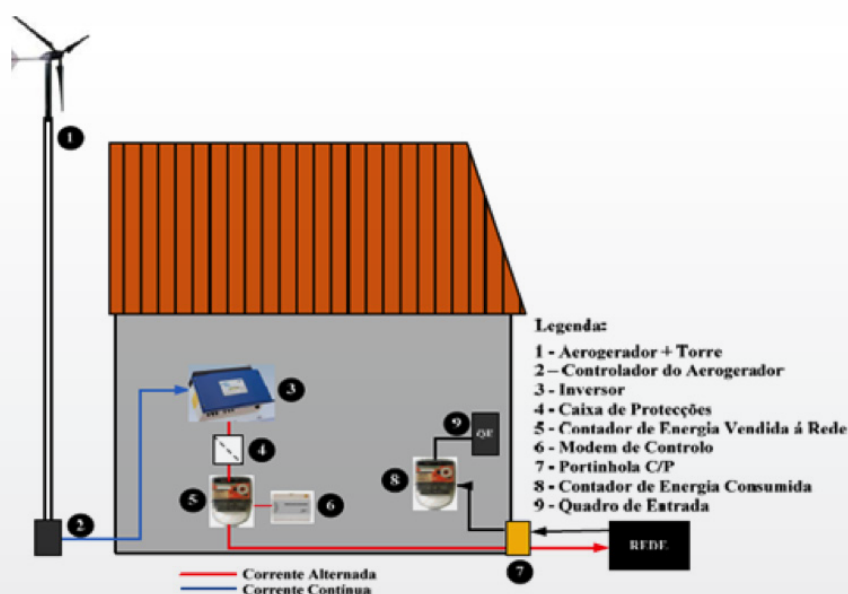 1
2
3
4
5
6
7
8
9
QE
REDE
Legenda:
1 - Aerogerador + Torre
2 – Controlador do Aerogerador
3 - Inversor
4 - Caixa de Protecções
5 - Contador de Energia Vendida á Rede
6 - Modem de Controlo
7 - Portinhola C/P
8 - Contador de Energia Consumida
9 - Quadro de Entrada
Corrente Alternada
Corrente Contínua